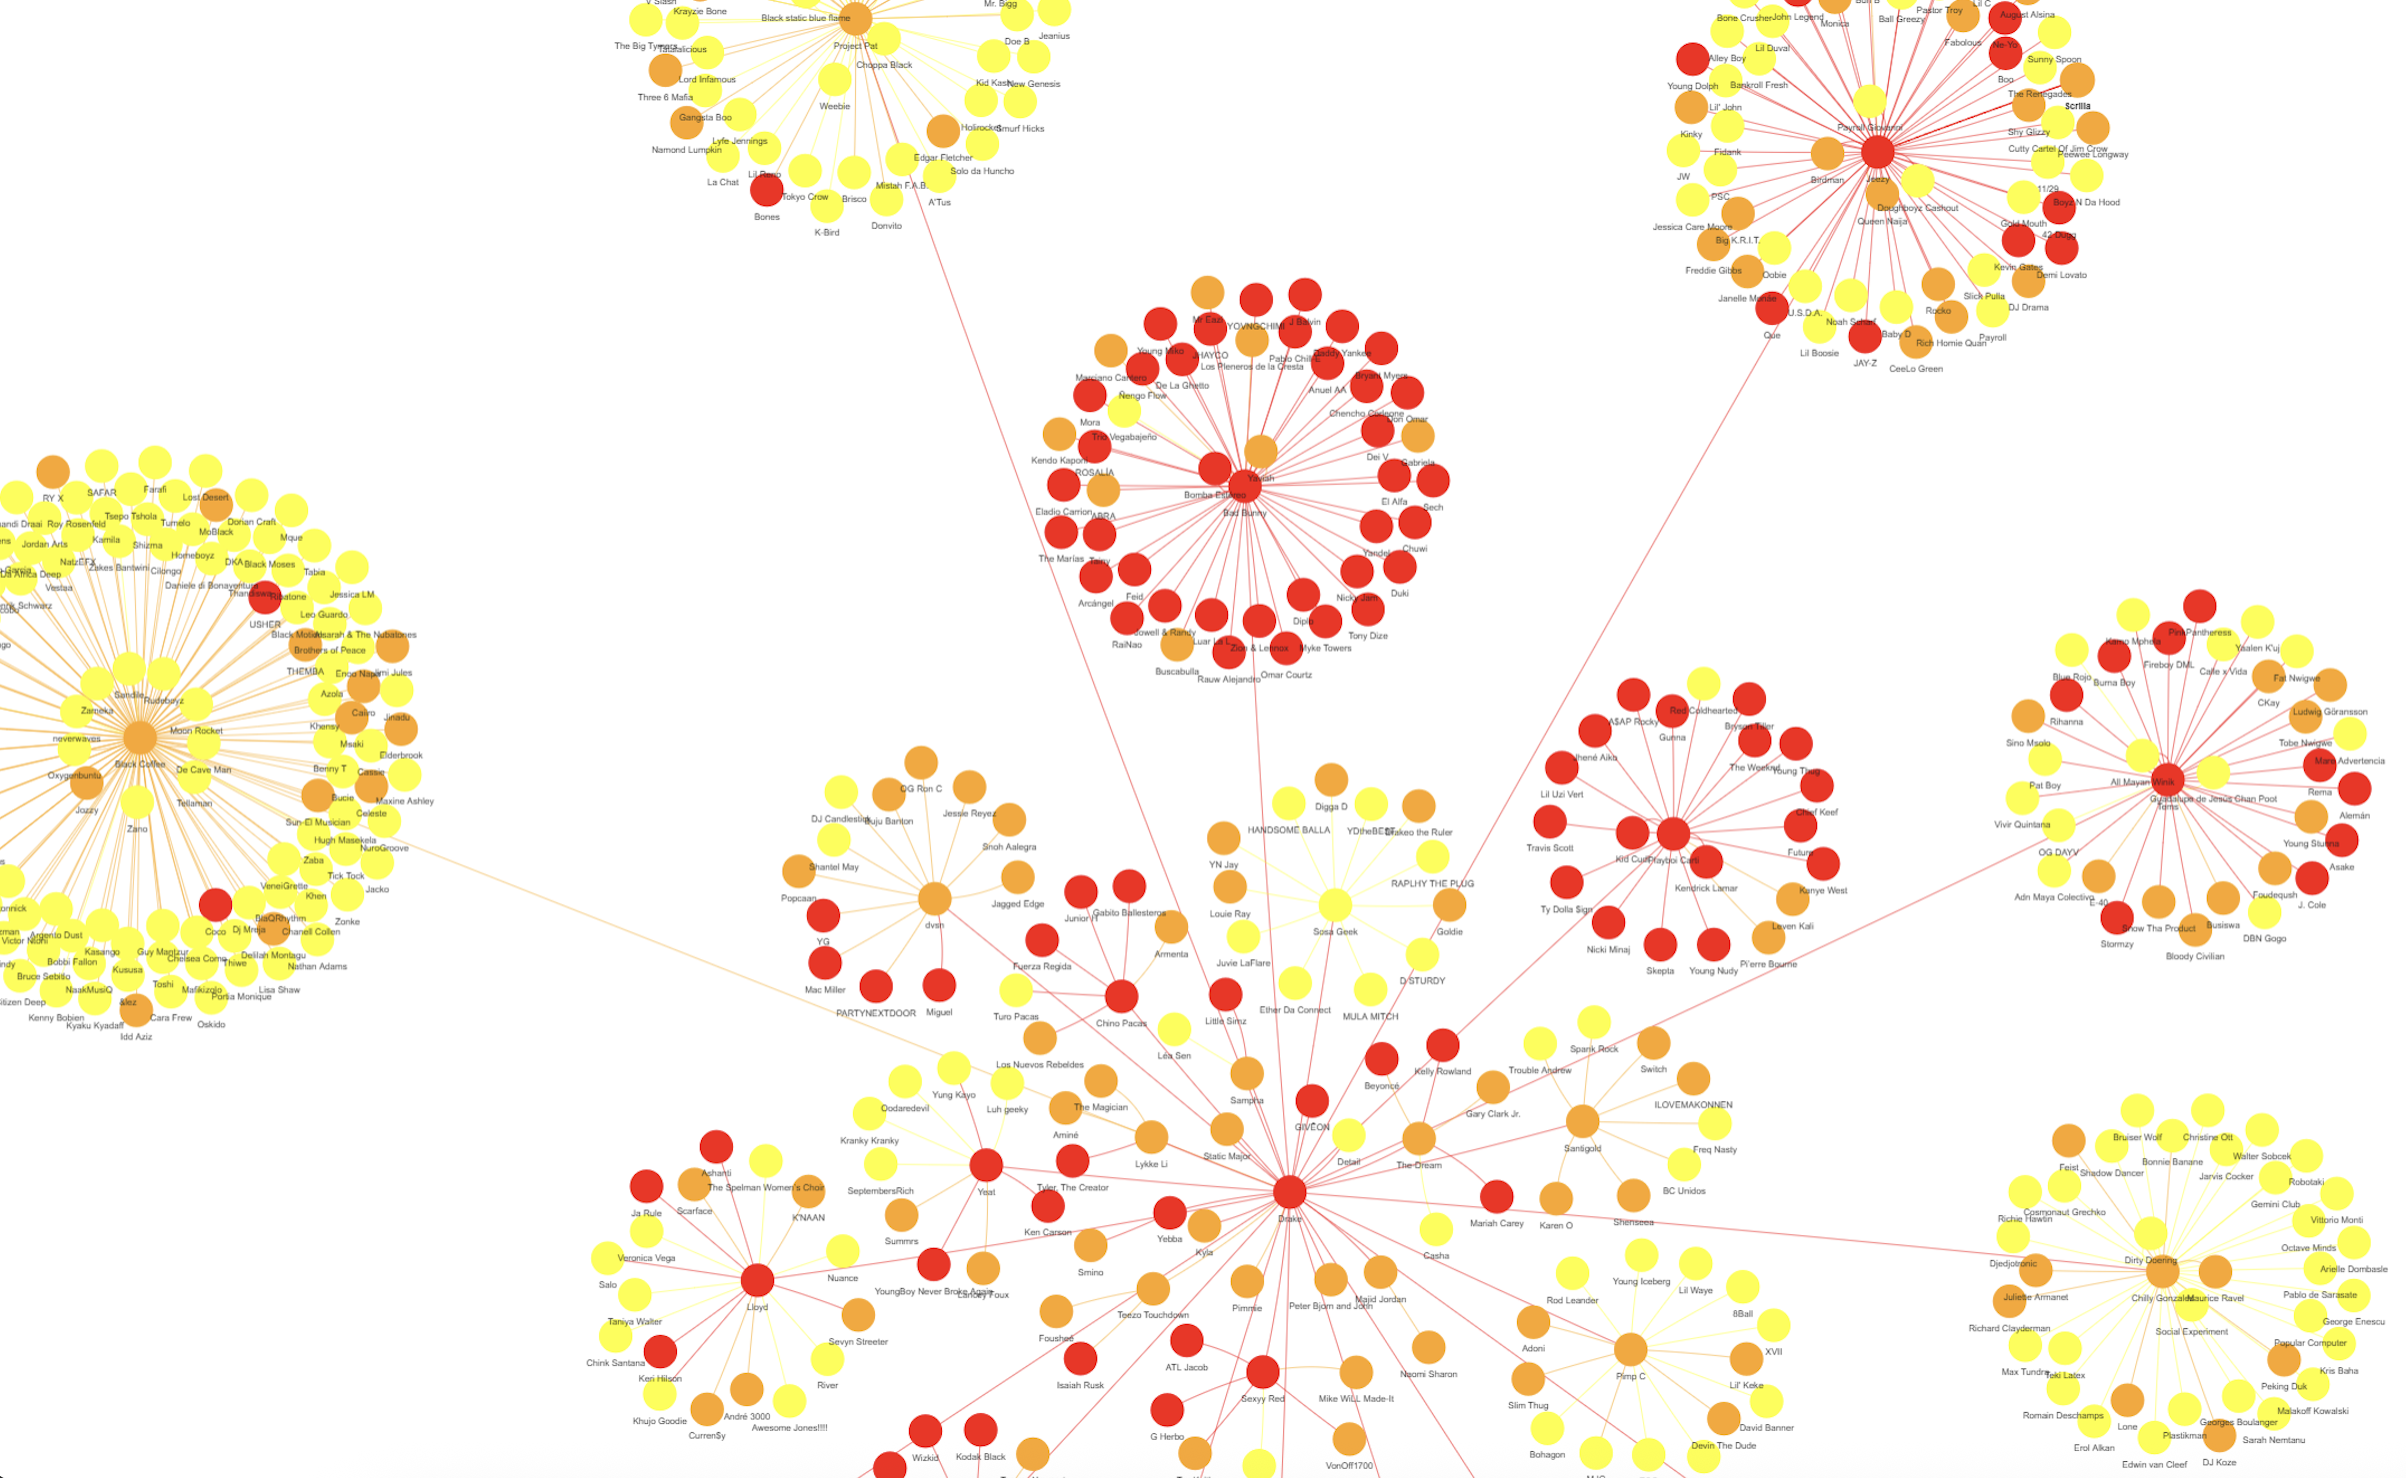 V Slash
Krayzie Bone
Black static blue flame
Mr. Bigg
Jeanius
Doe B
Project Pat
Choppa Black
Lord Infamous
Three 6 Mafia
Weebie
New Genesis
Gangsta Boo
Smurf Hicks
Namond Lumpkin
Lyfe Jennings
Edgar Fletcher
Solo da Huncho
La Chat
Tokyo Crow
Brisco
Mistah F.A.B.
A'Tus
Bones
K-Bird
Donvito
Bone Crusher
John Legend
Monica
Ball Greezy
Pastor Troy
Lil C
August Alsina
Fabolous
Ne-Yo
Lil Duval
Alley Boy
Young Dolph
Bankroll Fresh
Sunny Spoon
Boo
The Renegades
Scrilla
Lil' John
Kinky
Payroll Giovanni
Shy Glizzy
Cutty Cartel Of Jim Crow
Peewee Longway
Fidank
JW
Birdman
Jeezy
11/29
Boyz N Da Hood
PSC
Doughboyz Cashout
Queen Naija
Gold Mouth
42 Dugg
Jessica Care Moore
Big K.R.I.T.
Freddie Gibbs
Oobie
Kevin Gates
Demi Lovato
Janelle Monáe
Slick Pulla
DJ Drama
U.S.D.A.
Noah Scharf
Rocko
Que
Baby D
Payroll
Lil Boosie
JAY-Z
Rich Homie Quan
CeeLo Green
Mr Eazi
YOVNGCHIMI
J Balvin
Young Miko
JHAYCO
Pablo Chill-E
Daddy Yankee
Los Pleneros de la Cresta
Marciano Cantero
De La Ghetto
Anuel AA
Bryant Myers
Ñengo Flow
Chencho Corleone
Don Omar
Mora
Trio Vegabajeño
Dei V
Gabriela
Kendo Kaponi
ROSALÍA
Yaviah
Bomba Estéreo
El Alfa
Sech
Eladio Carrion
ABRA
Bad Bunny
The Marías
Tainy
Yandel
Chuwi
Arcángel
Feid
Nicky Jam
Duki
RaiNao
Jowell & Randy
Luar La L
Diplo
Tony Dize
Zion & Lennox
Myke Towers
Buscabulla
Rauw Alejandro
Omar Courtz
RY X
SAFAR
Farafi
Lost Desert
Roy Rosenfeld
Tsepo Tshola
Tumelo
Dorian Craft
MoBlack
Jordan Arts
Kamila
Shizma
Mque
Homeboyz
NatzEFX
Zakes Bantwini
Cilongo
DKA
Black Moses
Tabia
Da Africa Deep
Vestaa
Daniele di Bonaventura
Jessica LM
Leo Guardo
USHER
Black Motion
Alsarah & The Nubatones
Brothers of Peace
THEMBA
Enoo Napa
Jimi Jules
Sandile
Rudeboyz
Azola
Zameka
Caiiro
Jinadu
Khensy
Moon Rocket
neverwaves
Msaki
Elderbrook
Black Coffee
De Cave Man
Benny T
Cassie
Oxygenbuntu
Tellaman
Bucie
Maxine Ashley
Jozzy
Celeste
Zano
Sun-El Musician
Hugh Masekela
NuroGroove
Zaba
Tick Tock
VeneiGrette
Khen
Jacko
BlaQRhythm
Zonke
Coco
Dj Mreja
Chanell Collen
Argento Dust
Victor Ntoni
Kasango
Guy Mantzur
Chelsea Como
Delilah Montagu
Bobbi Fallon
Kususa
Thiwe
Nathan Adams
Bruce Sebitlo
NaakMusiQ
Toshi
Mafikizolo
Lisa Shaw
Citizen Deep
Portia Monique
Kenny Bobien
&lez
Cara Frew
Kyaku Kyadaff
Oskido
Idd Aziz
OG Ron C
Jessie Reyez
DJ Candlestick
Buju Banton
Snoh Aalegra
Shantel May
Popcaan
Jagged Edge
dvsn
YG
Mac Miller
PARTYNEXTDOOR
Miguel
Junior H
Gabito Ballesteros
Fuerza Regida
Armenta
Turo Pacas
Chino Pacas
Los Nuevos Rebeldes
Digga D
HANDSOME BALLA
YDtheBEST
Drakeo the Ruler
YN Jay
RAPLHY THE PLUG
Louie Ray
Sosa Geek
Goldie
Juvie LaFlare
D STURDY
Ether Da Connect
MULA MITCH
Little Simz
Léa Sen
Sampha
A$AP Rocky
Rad Coldhearted
Gunna
Bryson Tiller
Jhené Aiko
The Weeknd
Young Thug
Lil Uzi Vert
Chief Keef
Travis Scott
Kid Cudi
Playboi Carti
Future
Kendrick Lamar
Kanye West
Ty Dolla $ign
Leven Kali
Nicki Minaj
Skepta
Young Nudy
Pi'erre Bourne
Kamo Mphela
PinkPantheress
Yaalen K'uj
Blue Rojo
Burna Boy
Fireboy DML
Calle x Vida
Fat Nwigwe
CKay
Rihanna
Ludwig Göransson
Sino Msolo
Tobe Nwigwe
All Mayan Winik
Mare Advertencia
Pat Boy
Guadalupe de Jesús Chan Poot
Tems
Rema
Vivir Quintana
Alemán
OG DAYV
Young Stunna
Asake
Adn Maya Colectivo
E-40
Foudeqush
J. Cole
Stormzy
Snow Tha Product
Busiswa
DBN Gogo
Bloody Civilian
Beyoncé
Kelly Rowland
Trouble Andrew
Spank Rock
Switch
Gary Clark Jr.
ILOVEMAKONNEN
GIVĒON
Santigold
Freq Nasty
Detail
The-Dream
BC Unidos
Mariah Carey
Karen O
Shenseea
Casha
Yung Kayo
Luh geeky
Oodaredevil
Kranky Kranky
SeptembersRich
Yeat
Summrs
Ken Carson
YoungBoy Never Broke Again
Landry Foux
The Magician
Aminé
Lykke Li
Static Major
Tyler, The Creator
Drake
Yebba
Kyla
Smino
Teezo Touchdown
Pimmie
Peter Bjorn and John
Majid Jordan
Fousheé
Isaiah Rusk
ATL Jacob
Naomi Sharon
Sexyy Red
Mike WiLL Made-It
G Herbo
VonOff1700
Wizkid
Kodak Black
Ashanti
The Spelman Women's Choir
Ja Rule
Scarface
K'NAAN
Veronica Vega
Salo
Nuance
Taniya Walter
Lloyd
Sevyn Streeter
Chink Santana
Keri Hilson
River
Khujo Goodie
André 3000
Curren$y
Awesome Jones!!!!
Young Iceberg
Lil Waye
Rod Leander
8Ball
Adoni
XVII
Pimp C
Lil' Keke
Slim Thug
David Banner
Bohagon
Devin The Dude
Bruiser Wolf
Christine Ott
Feist
Shadow Dancer
Bonnie Banane
Walter Sobcek
Jarvis Cocker
Robotaki
Richie Hawtin
Cosmonaut Grechko
Gemini Club
Vittorio Monti
Octave Minds
Djedjotronic
Dirty Doering
Arielle Dombasle
Juliette Armanet
Chilly Gonzales
Maurice Ravel
Pablo de Sarasate
Richard Clayderman
Social Experiment
George Enescu
Popular Computer
Max Tundra
Teki Latex
Kris Baha
Peking Duk
Romain Deschamps
Lone
Georges Boulanger
Malakoff Kowalski
Erol Alkan
Plastikman
Sarah Nemtanu
Edwin van Cleef
DJ Koze